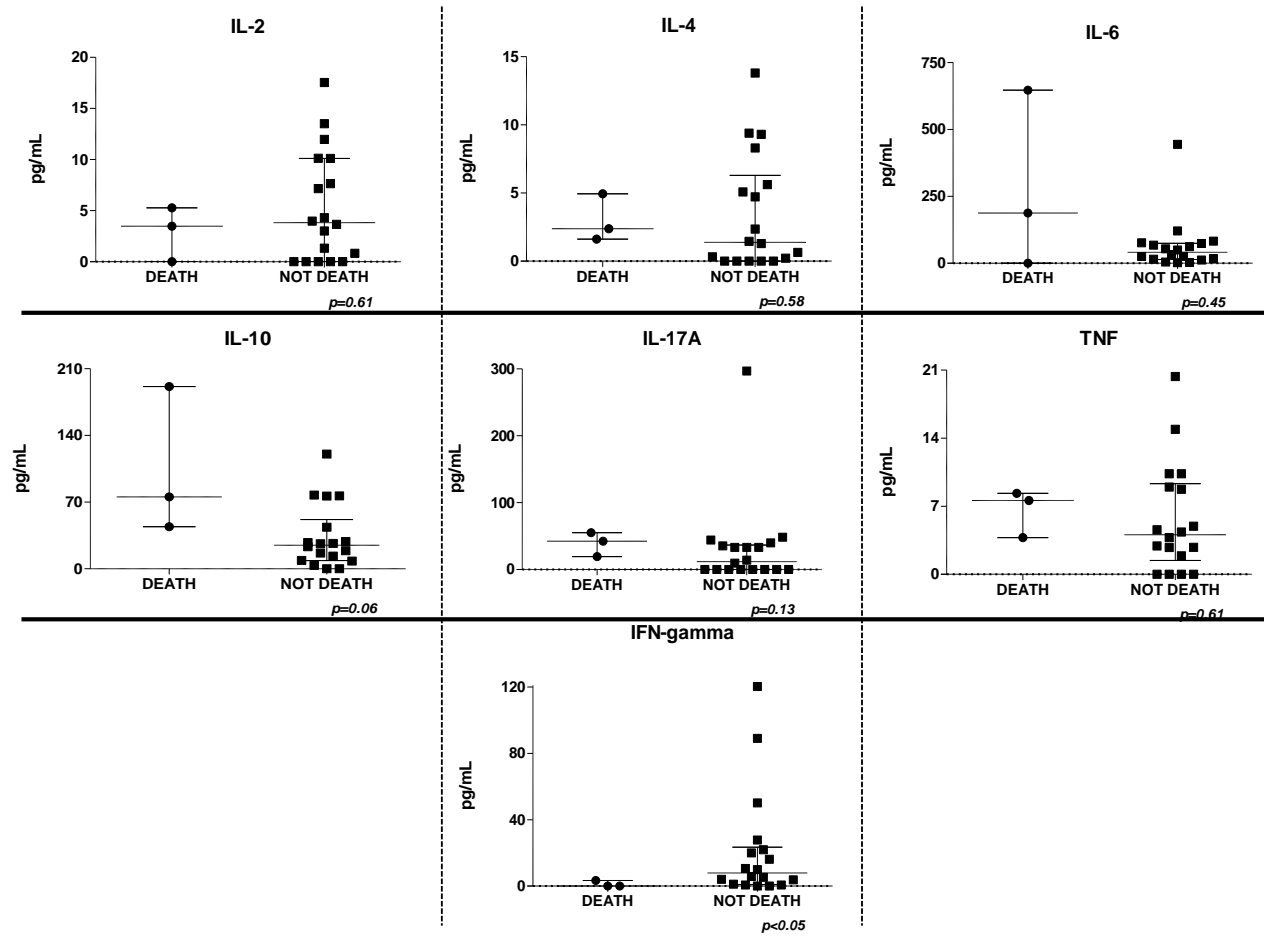 IL-2
20
15
10
5
0
pg/mL
DEATH
NOT DEATH
p=0.61
IL-4
15
10
5
0
pg/mL
DEATH
NOT DEATH
p=0.58
IL-6
750
500
250
0
pg/mL
DEATH
NOT DEATH
p=0.45
IL-10
210
140
70
0
pg/mL
DEATH
NOT DEATH
p=0.06
IL-17A
300
200
100
0
pg/mL
DEATH
NOT DEATH
p=0.13
TNF
21
14
7
0
pg/mL
DEATH
NOT DEATH
p=0.61
IFN-gamma
120
80
40
0
pg/mL
DEATH
NOT DEATH
p<0.05